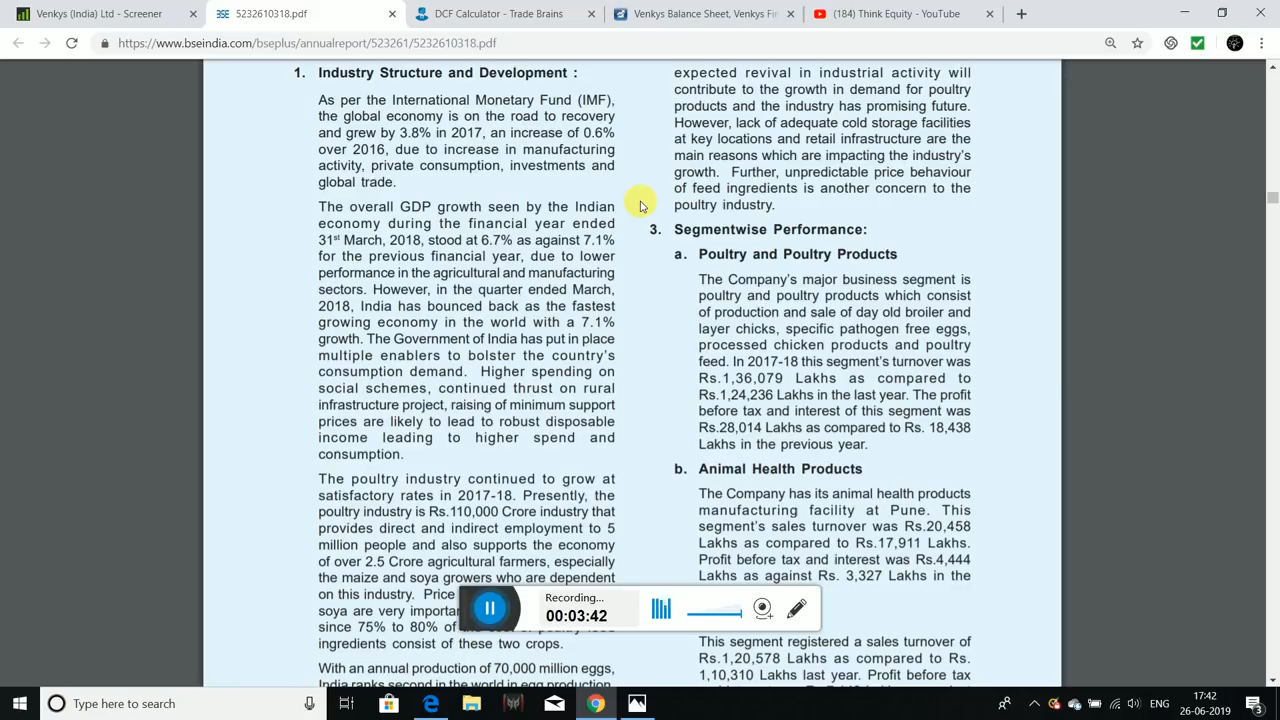 Venkys (India) Ltd - Screener
5232610318.pdf
DCF Calculator - Trade Brains
Venkys Balance Sheet, Venkys Fi
(184) Think Equity - YouTube
https://www.bseindia.com/bseplus/annualreport/523261/5232610318.pdf
1. Industry Structure and Development :
As per the International Monetary Fund (IMF),
the global economy is on the road to recovery
and grew by 3.8% in 2017, an increase of 0.6%
over 2016, due to increase in manufacturing
activity, private consumption, investments and
global trade.
The overall GDP growth seen by the Indian
economy during the financial year ended
31st March, 2018, stood at 6.7% as against 7.1%
for the previous financial year, due to lower
performance in the agricultural and manufacturing
sectors. However, in the quarter ended March,
2018, India has bounced back as the fastest
growing economy in the world with a 7.1%
growth. The Government of India has put in place
multiple enablers to bolster the country's
consumption demand. Higher spending on
social schemes, continued thrust on rural
infrastructure project, raising of minimum support
prices are likely to lead to robust disposable
income leading to higher spend and
consumption.
The poultry industry continued to grow at
satisfactory rates in 2017-18. Presently, the
poultry industry is Rs.110,000 Crore industry that
provides direct and indirect employment to 5
million people and also supports the economy
of over 2.5 Crore agricultural farmers, especially
the maize and soya growers who are dependent
on this industry. Price
soya are very important
since 75% to 80% of
ingredients consist of these two crops.
With an annual production of 70,000 million eggs,
India ranks second in the world in egg production
expected revival in industrial activity will
contribute to the growth in demand for poultry
products and the industry has promising future.
However, lack of adequate cold storage facilities
at key locations and retail infrastructure are the
main reasons which are impacting the industry's
growth. Further, unpredictable price behaviour
of feed ingredients is another concern to the
poultry industry.
3. Segmentwise Performance:
a. Poultry and Poultry Products
The Company's major business segment is
poultry and poultry products which consist
of production and sale of day old broiler and
layer chicks, specific pathogen free eggs,
processed chicken products and poultry
feed. In 2017-18 this segment's turnover was
Rs.1,36,079 Lakhs as compared to
Rs.1,24,236 Lakhs in the last year. The profit
before tax and interest of this segment was
Rs.28,014 Lakhs as compared to Rs. 18,438
Lakhs in the previous year.
b. Animal Health Products
The Company has its animal health products
manufacturing facility at Pune. This
segment's sales turnover was Rs.20,458
Lakhs as compared to Rs.17,911 Lakhs.
Profit before tax and interest was Rs.4,444
Lakhs as against Rs. 3,327 Lakhs in the
This segment registered a sales turnover of
Rs.1,20,578 Lakhs as compared to Rs.
1,10,310 Lakhs last year. Profit before tax
Recording...
00:03:42
Type here to search
ENG
17:42
26-06-2019
3